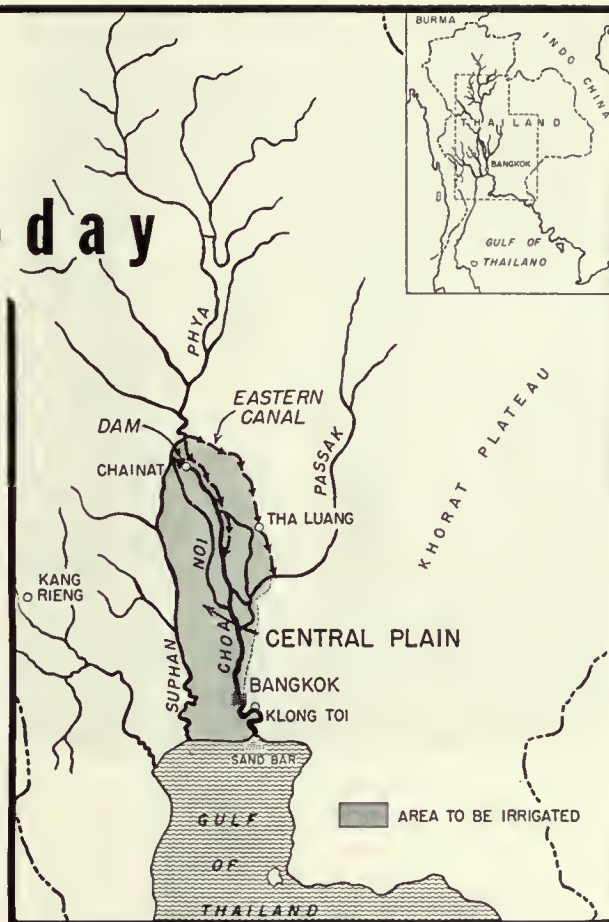 BURMA
INDO CHINA
THAILAND
BANGKOK
GULF OF
THAILAND
day
PHYA
EASTERN
CANAL
DAM
CHAINAT
PASSAK
THA LUANG
KHORAT PLATEAU
NOI
KANG
RIENG
CENTRAL PLAIN
CHOA
SUPHAN
BANGKOK
KLONG TOI
SAND BAR
AREA TO BE IRRIGATED
GULF
OF
THAILAND